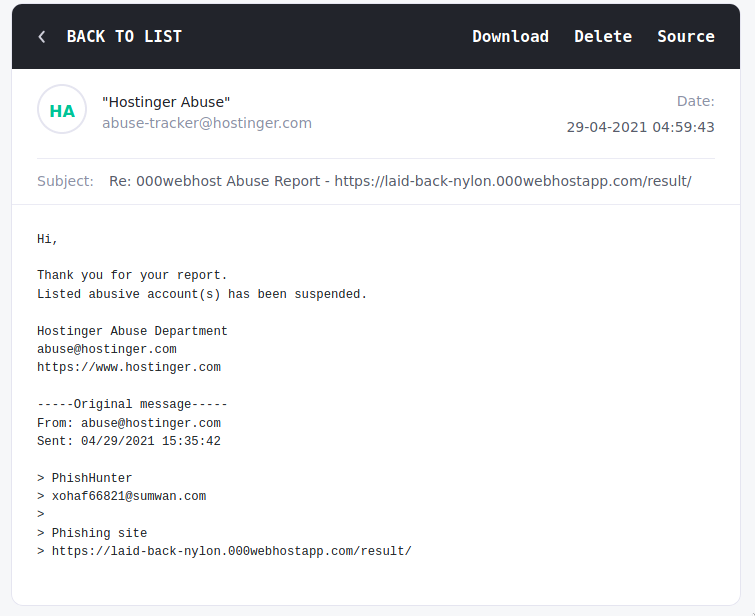 BACK TO LIST Download Delete Source
HA
"Hostinger Abuse" Date:
abuse-tracker@hostinger.com 29-04-2021 04:59:43
Subject: Re: 000webhost Abuse Report - https://laid-back-nylon.000webhostapp.com/result/
Hi,
Thank you for your report.
Listed abusive account(s) has been suspended.
Hostinger Abuse Department
abuse@hostinger.com
https://www.hostinger.com
-----Original message-----
From: abuse@hostinger.com
Sent: 04/29/2021 15:35:42
> PhishHunter
> xohaf66821@sumwan.com
>
> Phishing site
> https://laid-back-nylon.000webhostapp.com/result/